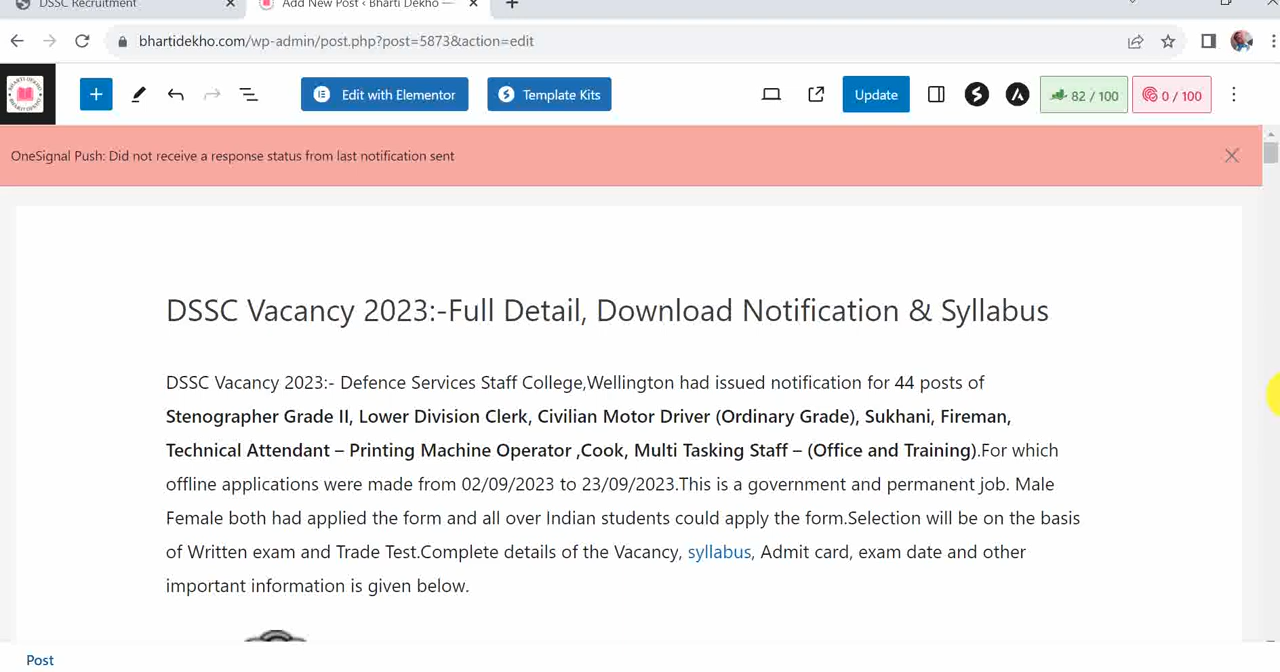 DSSC Recruitment
Add New Post ‹ Bharti Dekho —
bhartidekho.com/wp-admin/post.php?post=5873&action=edit
Edit with Elementor
Template Kits
Update
82 / 100
0 / 100
OneSignal Push: Did not receive a response status from last notification sent
DSSC Vacancy 2023:-Full Detail, Download Notification & Syllabus
DSSC Vacancy 2023:- Defence Services Staff College,Wellington had issued notification for 44 posts of
Stenographer Grade II, Lower Division Clerk, Civilian Motor Driver (Ordinary Grade), Sukhani, Fireman,
Technical Attendant – Printing Machine Operator ,Cook, Multi Tasking Staff – (Office and Training).For which
offline applications were made from 02/09/2023 to 23/09/2023.This is a government and permanent job. Male
Female both had applied the form and all over Indian students could apply the form.Selection will be on the basis
of Written exam and Trade Test.Complete details of the Vacancy, syllabus, Admit card, exam date and other
important information is given below.
Post